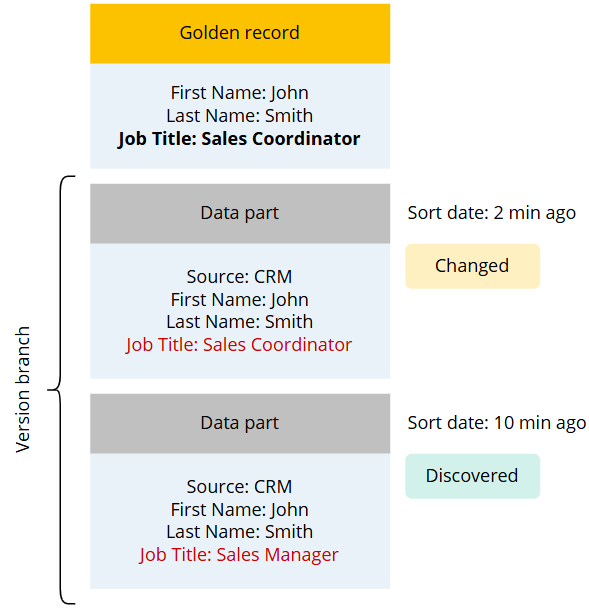 Golden record
First Name: John
Last Name: Smith
Job Title: Sales Coordinator
Version branch
Data part
Sort date: 2 min ago
Changed
Source: CRM
First Name: John
Last Name: Smith
Job Title: Sales Coordinator
Data part
Sort date: 10 min ago
Discovered
Source: CRM
First Name: John
Last Name: Smith
Job Title: Sales Manager